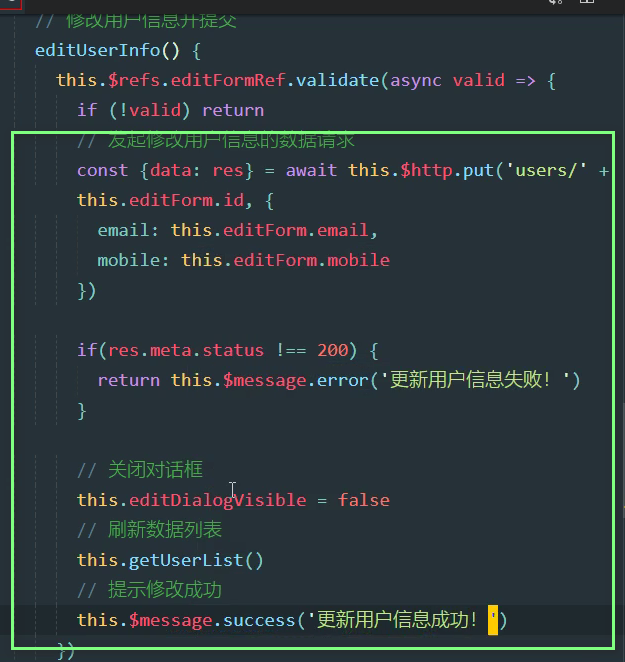 // 修改用户信息并提交
editUserInfo() {
this.$refs.editFormRef.validate(async valid => {
if (!valid) return
// 发起修改用户信息的数据请求
const {data: res} = await this.$http.put('users/' +
this.editForm.id, {
email: this.editForm.email,
mobile: this.editForm.mobile
})
if(res.meta.status !== 200) {
return this.$message.error('更新用户信息失败！')
}
// 关闭对话框
this.editDialogVisible = false
// 刷新数据列表
this.getUserList()
// 提示修改成功
this.$message.success('更新用户信息成功！')
})